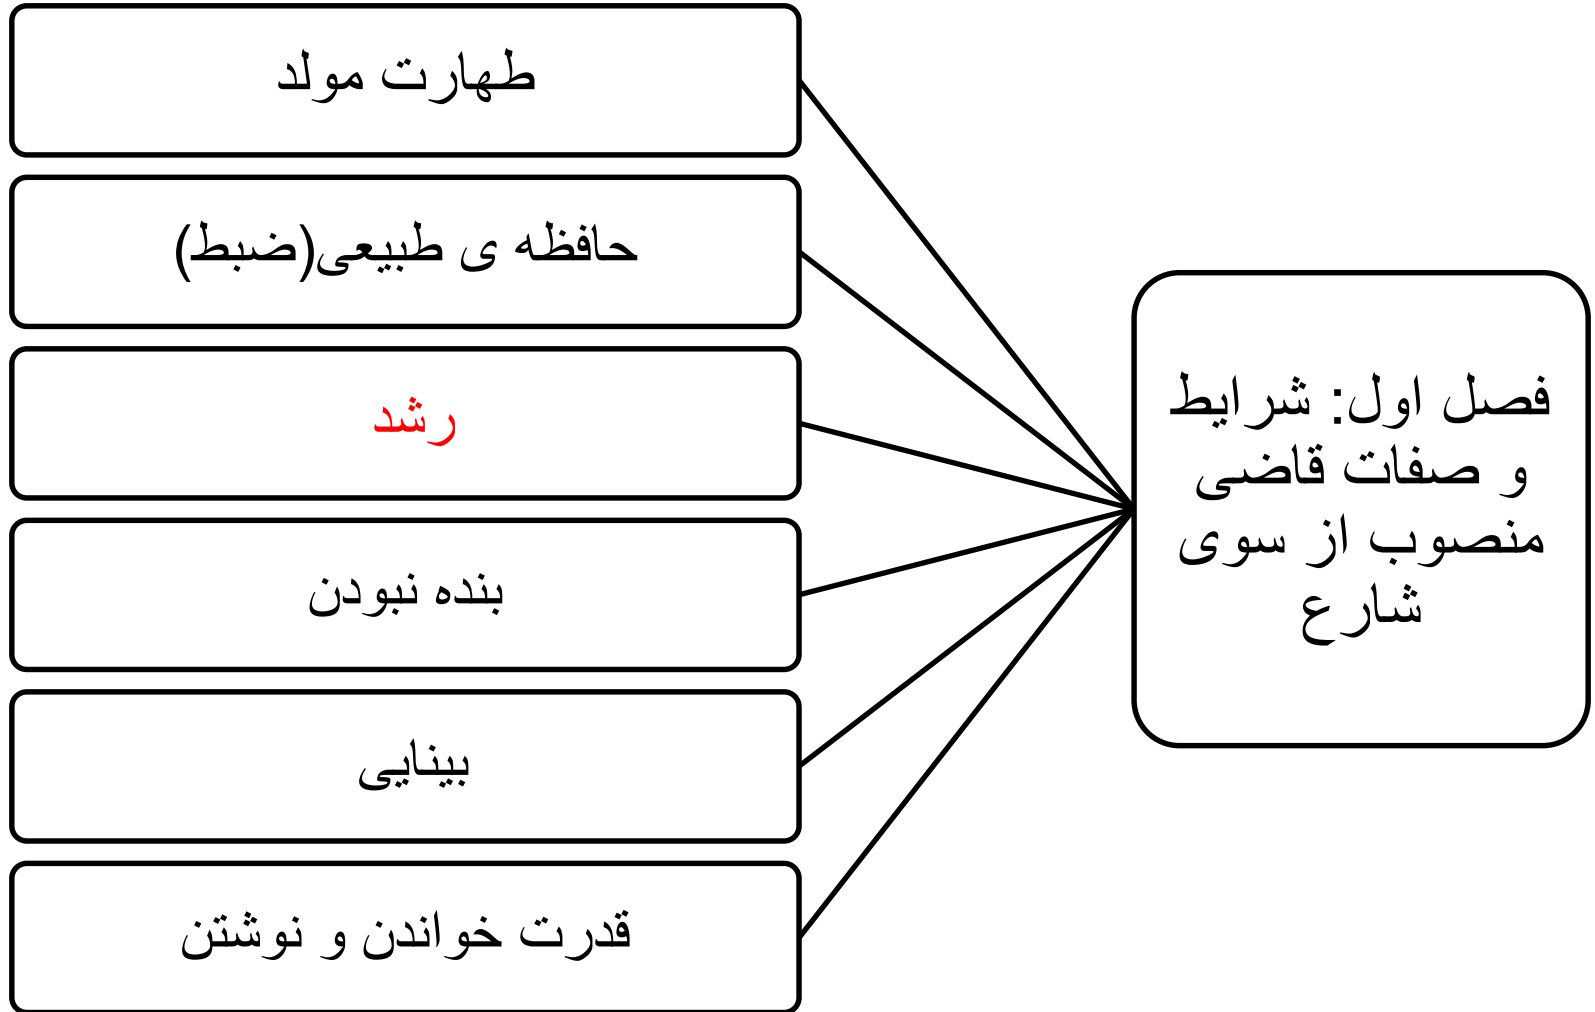 فصل اول: شرایط
و صفات قاضی
منصوب از سوی
شارع
طهارت مولد
حافظه ی طبیعی(ضبط)
رشد
بنده نبودن
بینایی
قدرت خواندن و نوشتن